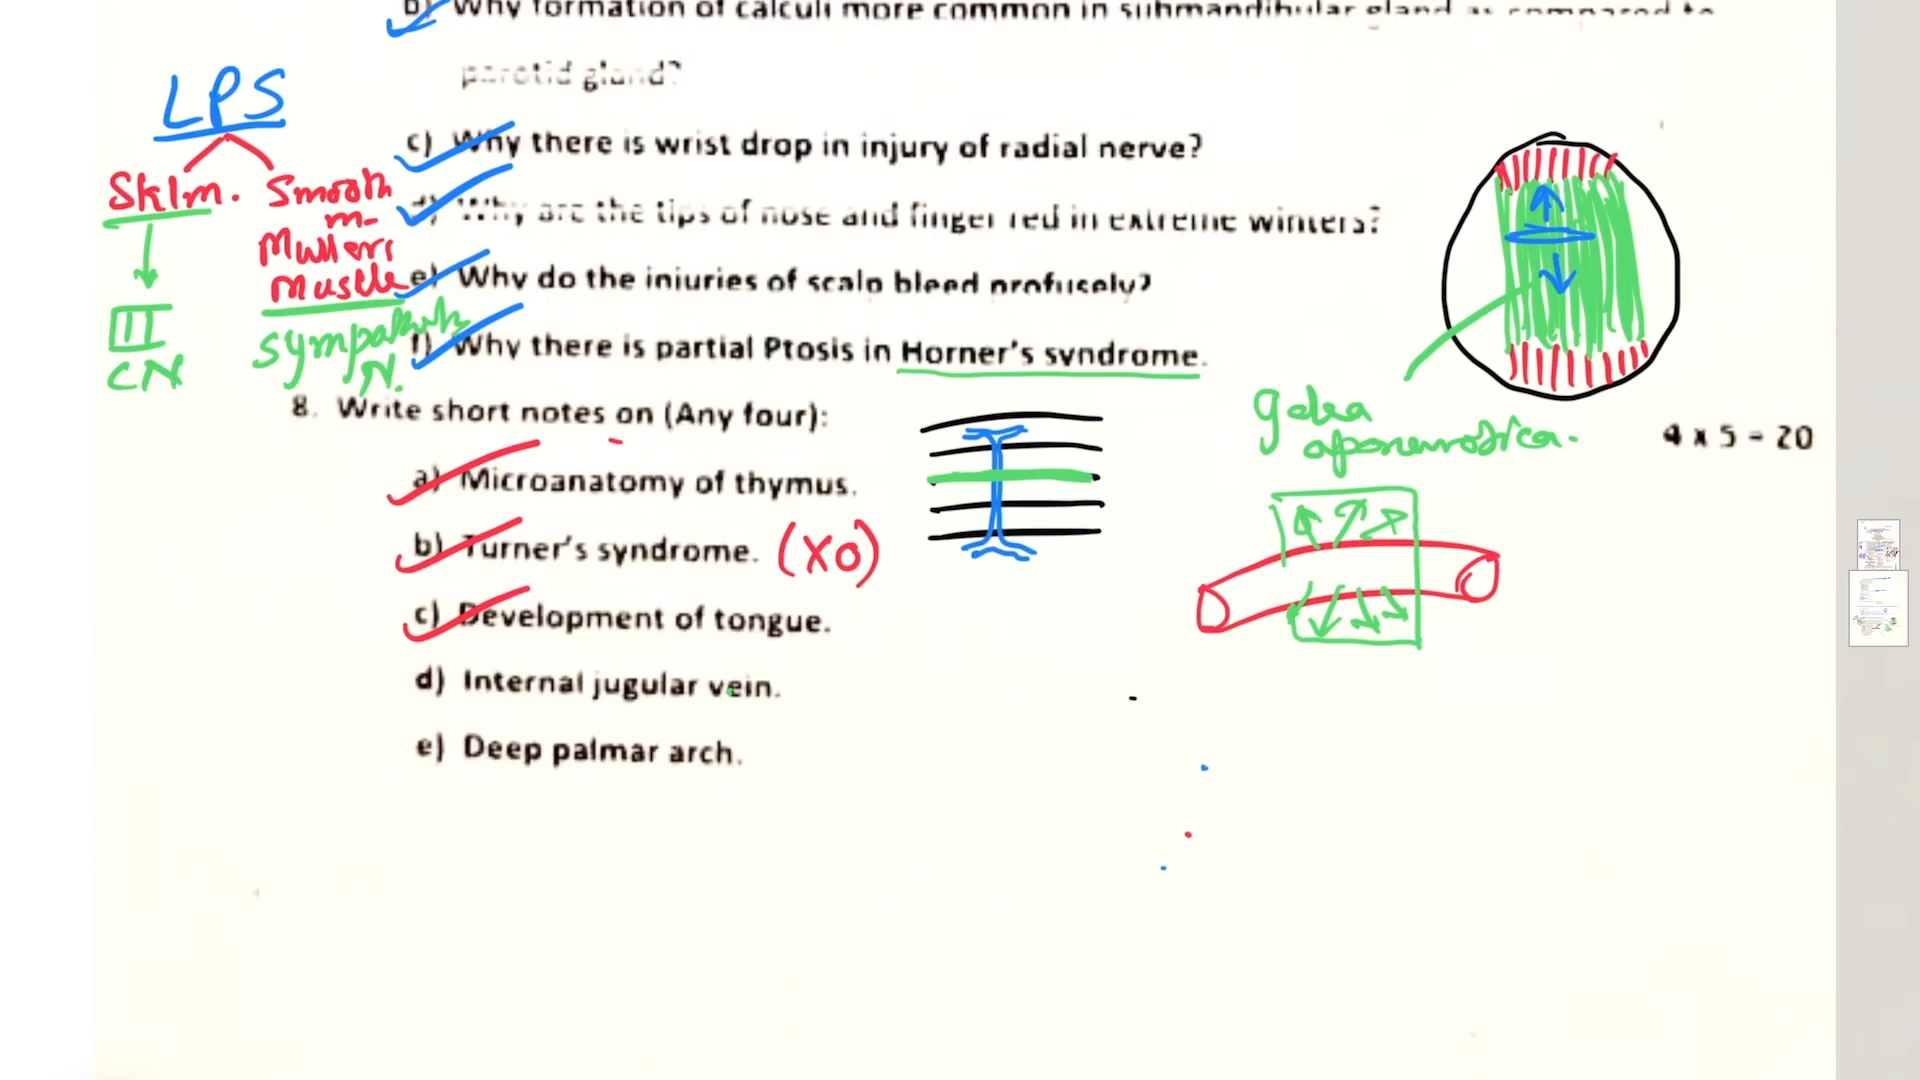 b) Why formation of calculi more common in submandibular gland as compared to
parotid gland?
LPS
c) Why there is wrist drop in injury of radial nerve?
Sklm. Smooth
m-
d) Why are the tips of nose and finger red in extreme winters?
Mullers
Muscle
e) Why do the injuries of scalp bleed profusely?
III
CN
sympath
N.
f) Why there is partial Ptosis in Horner's syndrome.
8. Write short notes on (Any four):
galea
aponeurotica.
4 x 5 = 20
a) Microanatomy of thymus.
b) Turner's syndrome. (XO)
c) Development of tongue.
d) Internal jugular vein.
e) Deep palmar arch.